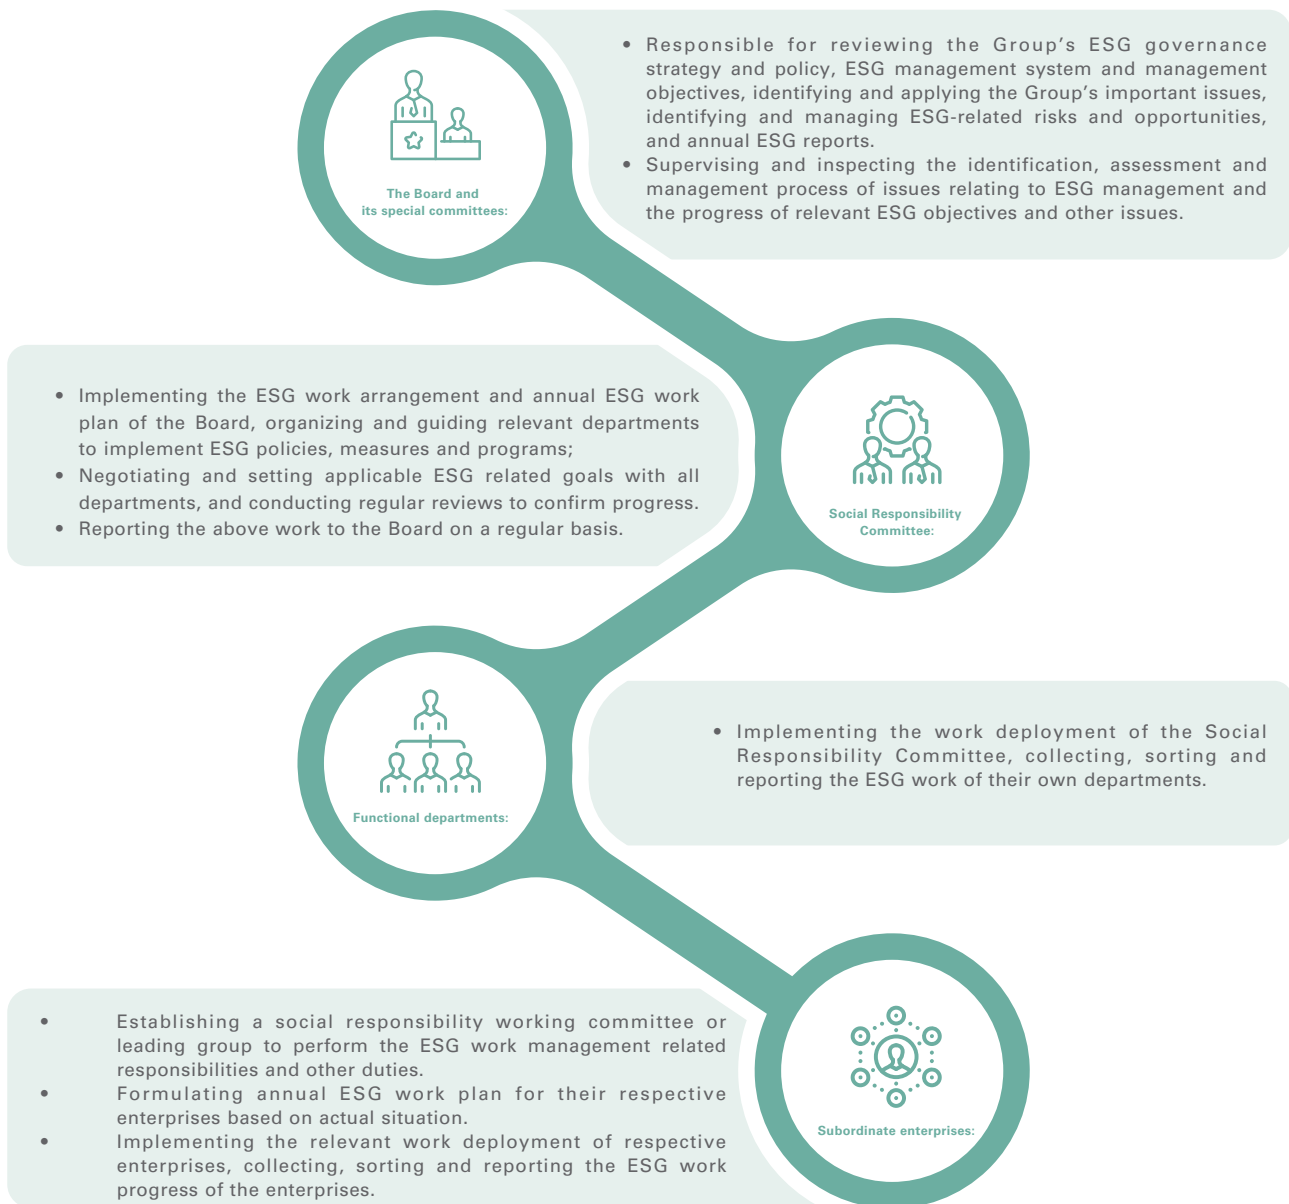 • Responsible for reviewing the Group’s ESG governance
strategy and policy, ESG management system and management
objectives, identifying and applying the Group’s important issues,
identifying and managing ESG-related risks and opportunities,
and annual ESG reports.
• Supervising and inspecting the identification, assessment and
management process of issues relating to ESG management and
the progress of relevant ESG objectives and other issues.
The Board and
its special committees:
• Implementing the ESG work arrangement and annual ESG work
plan of the Board, organizing and guiding relevant departments
to implement ESG policies, measures and programs;
• Negotiating and setting applicable ESG related goals with all
departments, and conducting regular reviews to confirm progress.
• Reporting the above work to the Board on a regular basis.
Social Responsibility
Committee:
• Implementing the work deployment of the Social
Responsibility Committee, collecting, sorting and
reporting the ESG work of their own departments.
Functional departments:
• Establishing a social responsibility working committee or
leading group to perform the ESG work management related
responsibilities and other duties.
• Formulating annual ESG work plan for their respective
enterprises based on actual situation.
• Implementing the relevant work deployment of respective
enterprises, collecting, sorting and reporting the ESG work
progress of the enterprises.
Subordinate enterprises: